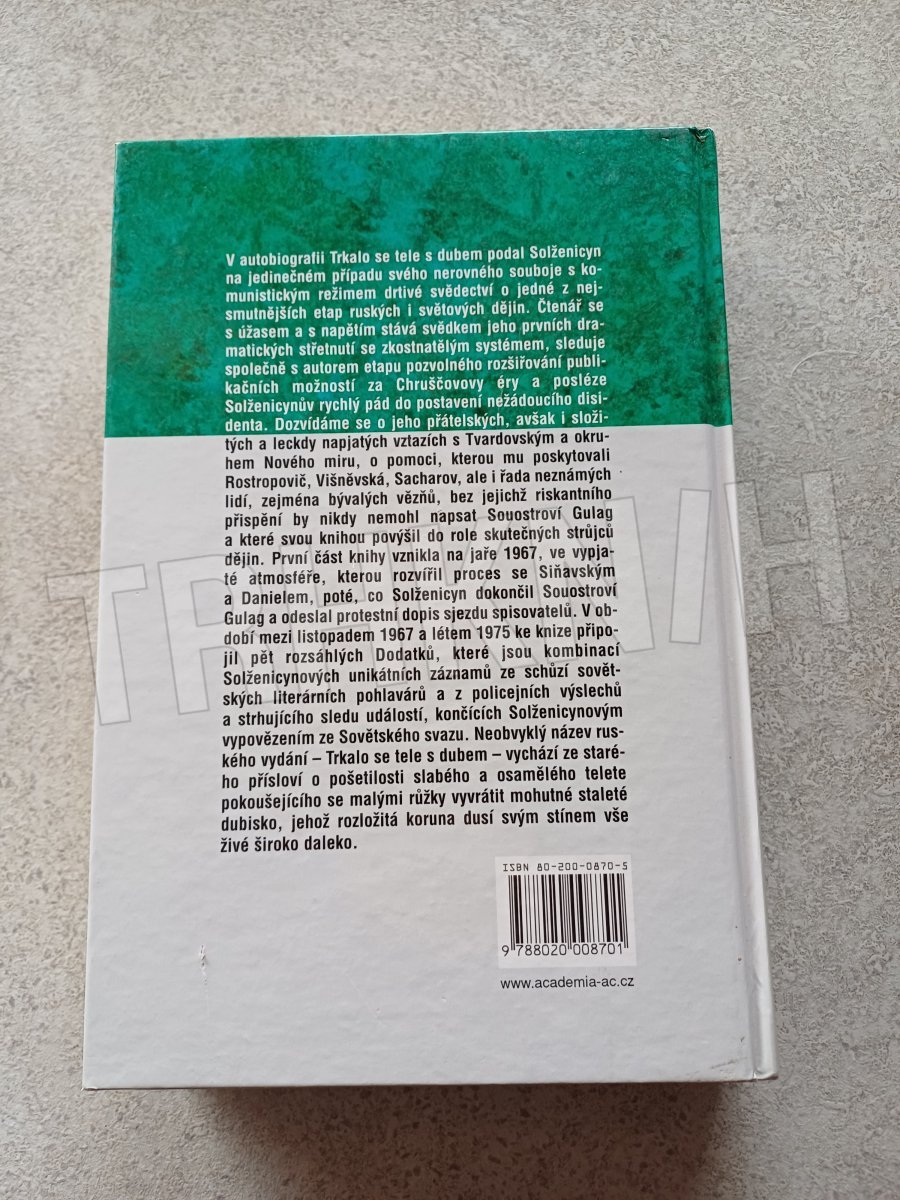 V autobiografii Trkalo se tele s dubem podal Solženicyn
na jedinečném případu svého nerovného souboje s ko-
munistickým režimem drtivé svědectví o jedné z nej-
smutnějších etap ruských i světových dějin. Čtenář se
s úžasem a s napětím stává svědkem jeho prvních dra-
matických střetnutí se zkostnatělým systémem, sleduje
společně s autorem etapu pozvolného rozšiřování publi-
kačních možností za Chruščovovy éry a posléze
Solženicynův rychlý pád do postavení nežádoucího disi-
denta. Dozvídáme se o jeho přátelských, avšak i složi-
tých a leckdy napjatých vztazích s Tvardovským a okru-
hem Nového miru, o pomoci, kterou mu poskytovali
Rostropovič, Višněvská, Sacharov, ale i řada neznámých
lidí, zejména bývalých vězňů, bez jejichž riskantního
přispění by nikdy nemohl napsat Souostroví Gulag
a které svou knihou povýšil do role skutečných strůjců
dějin. První část knihy vznikla na jaře 1967, ve vypja-
té atmosféře, kterou rozvířil proces se Siňavským
a Danielem, poté, co Solženicyn dokončil Souostroví
Gulag a odeslal protestní dopis sjezdu spisovatelů. V ob-
dobí mezi listopadem 1967 a létem 1975 ke knize připo-
jil pět rozsáhlých Dodatků, které jsou kombinací
Solženicynových unikátních záznamů ze schůzí sovět-
ských literárních pohlavárů a z policejních výslechů
a strhujícího sledu událostí, končících Solženicynovým
vypovězením ze Sovětského svazu. Neobvyklý název rus-
kého vydání – Trkalo se tele s dubem – vychází ze staré-
ho přísloví o pošetilosti slabého a osamělého telete
pokoušejícího se malými růžky vyvrátit mohutné staleté
dubisko, jehož rozložitá koruna dusí svým stínem vše
živé široko daleko.
ISBN 80-200-0870-5
9 788020 008701
www.academia-ac.cz